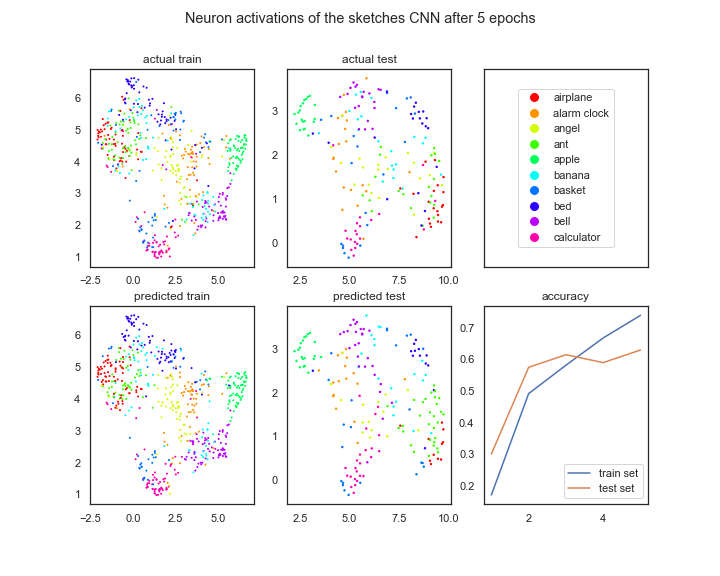 Neuron activations of the sketches CNN after 5 epochs
actual train
6
5
4
3
2
1
−2.5 0.0 2.5 5.0
actual test
3
2
1
0
2.5 5.0 7.5 10.0
airplane
alarm clock
angel
ant
apple
banana
basket
bed
bell
calculator
predicted train
6
5
4
3
2
1
−2.5 0.0 2.5 5.0
predicted test
3
2
1
0
2.5 5.0 7.5 10.0
accuracy
0.7
0.6
0.5
0.4
0.3
0.2
train set
test set
2 4